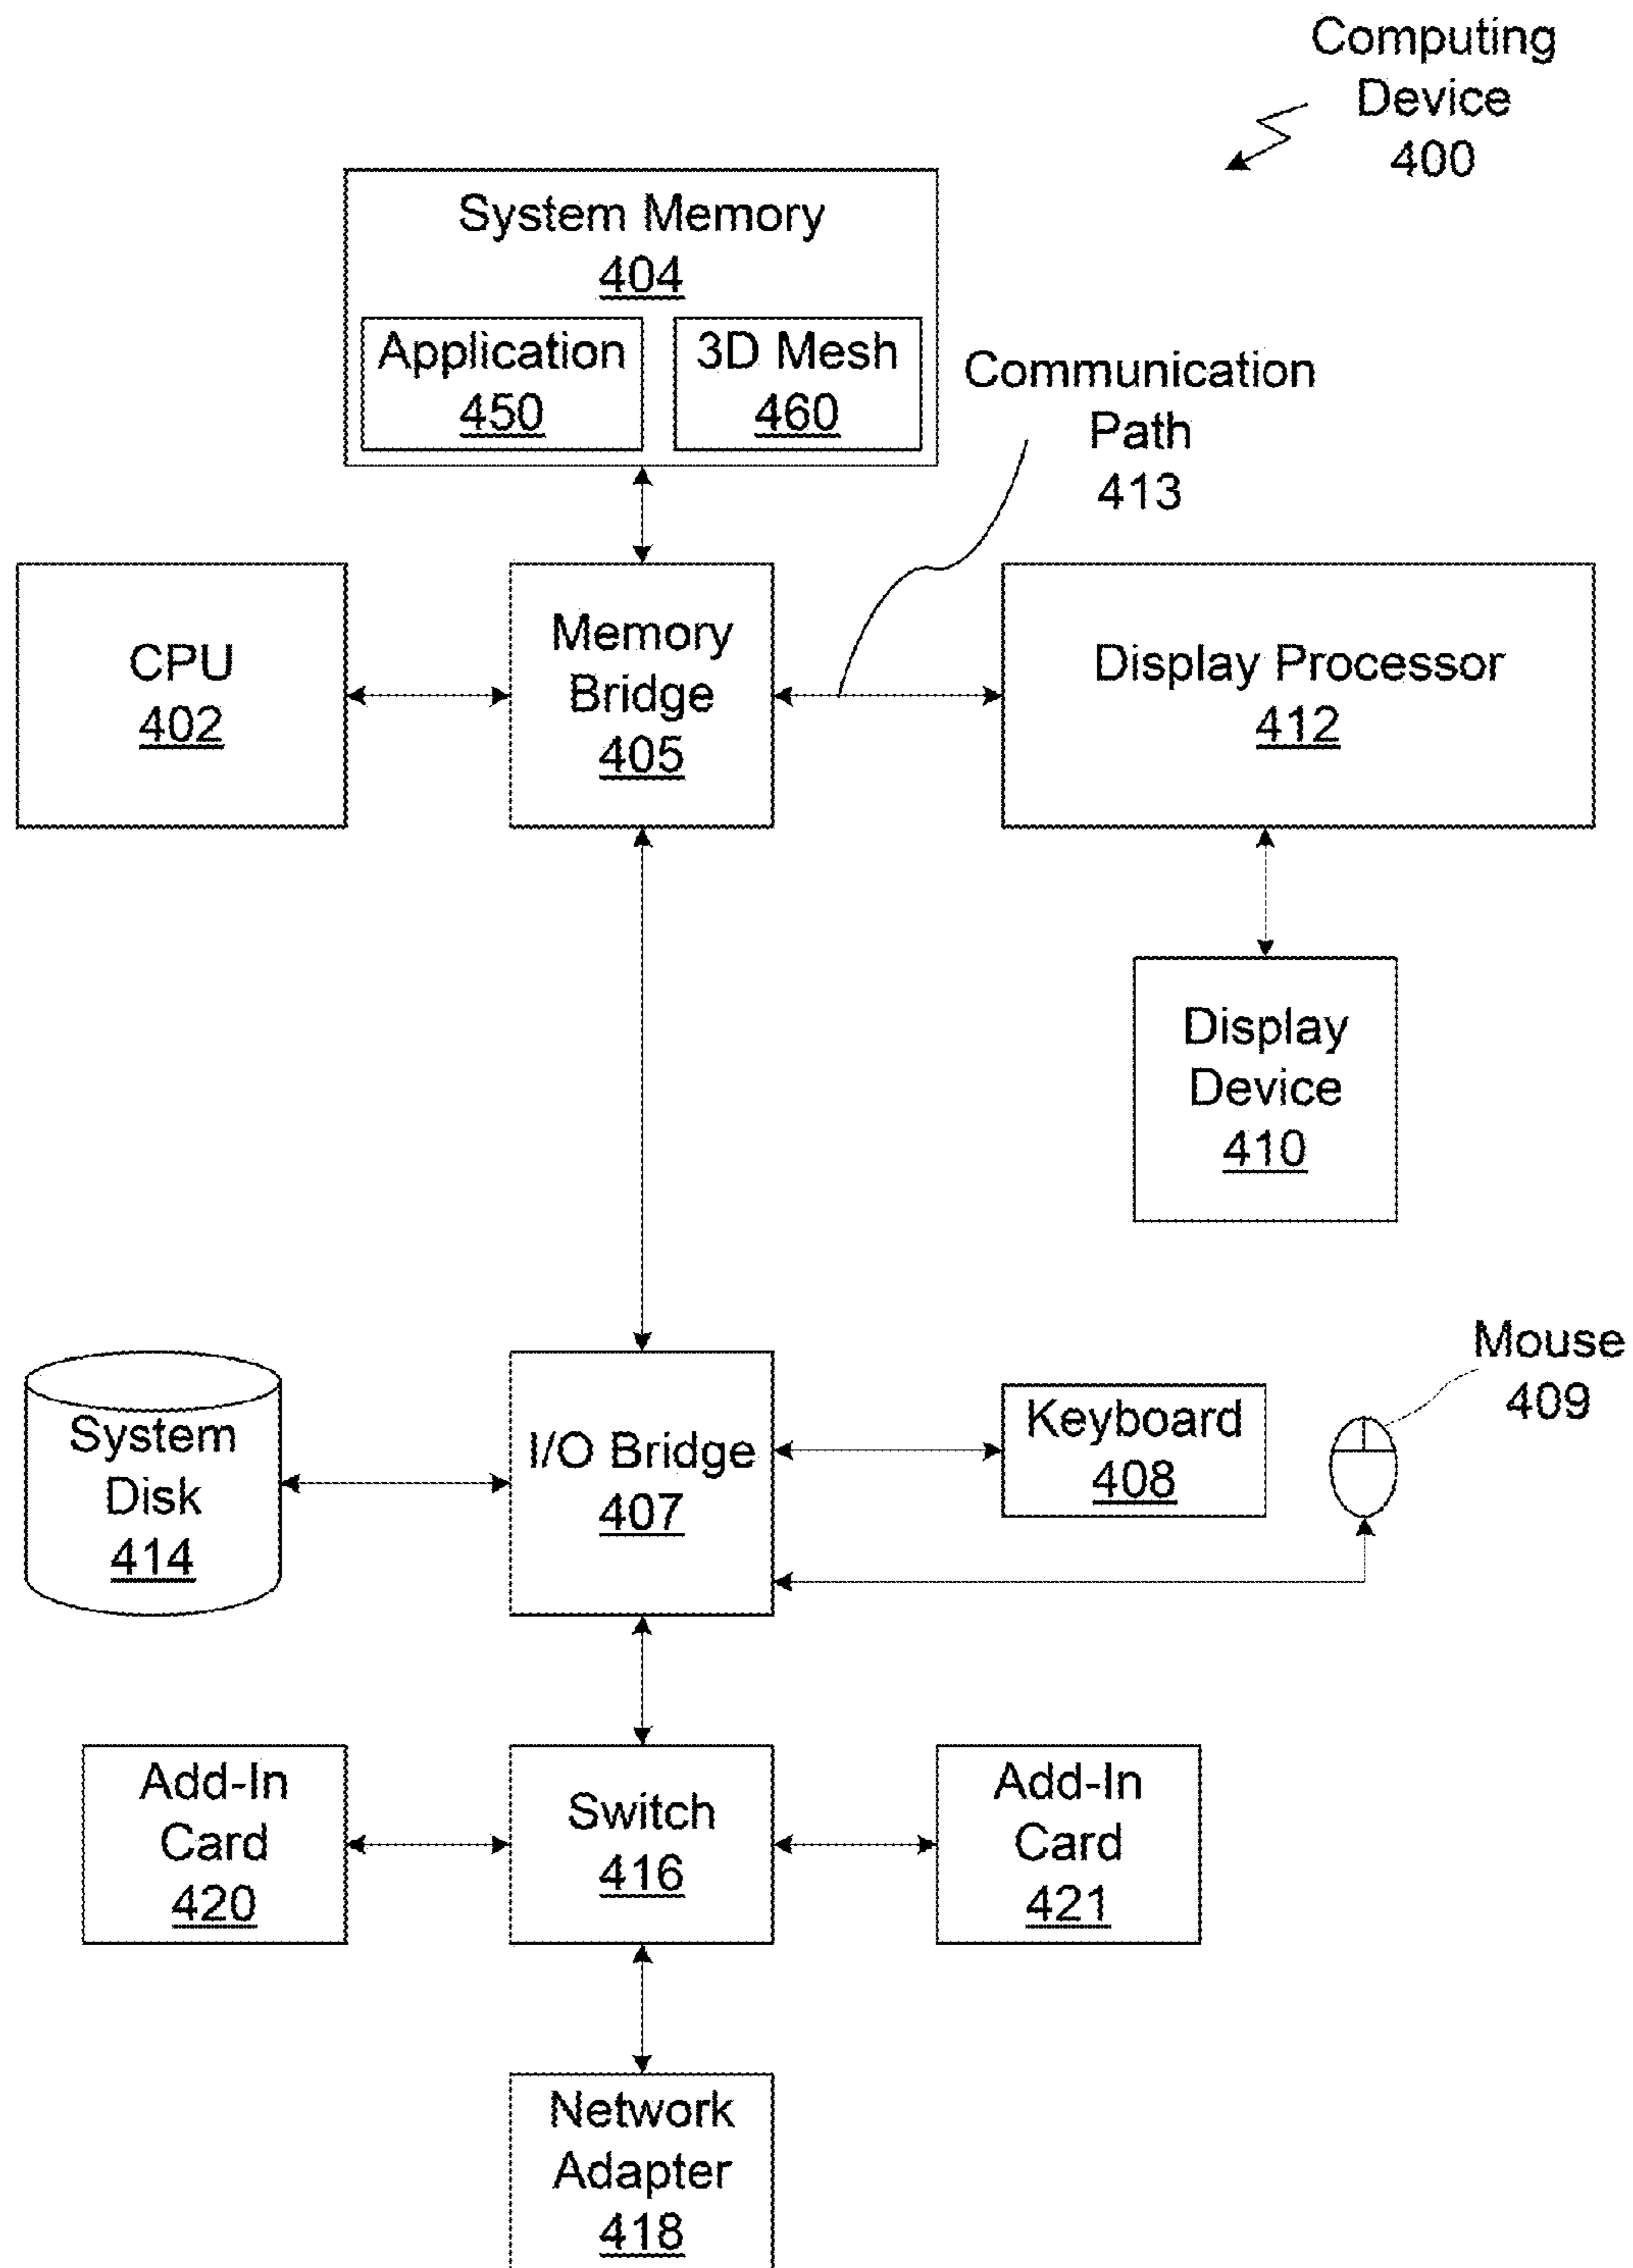 Computing
Device
400
System Memory
404
Application
450
3D Mesh
460
Communication
Path
413
CPU
402
Memory
Bridge
405
Display Processor
412
Display
Device
410
Mouse
409
System
Disk
414
I/O Bridge
407
Keyboard
408
Add-In
Card
420
Switch
416
Add-In
Card
421
Network
Adapter
418